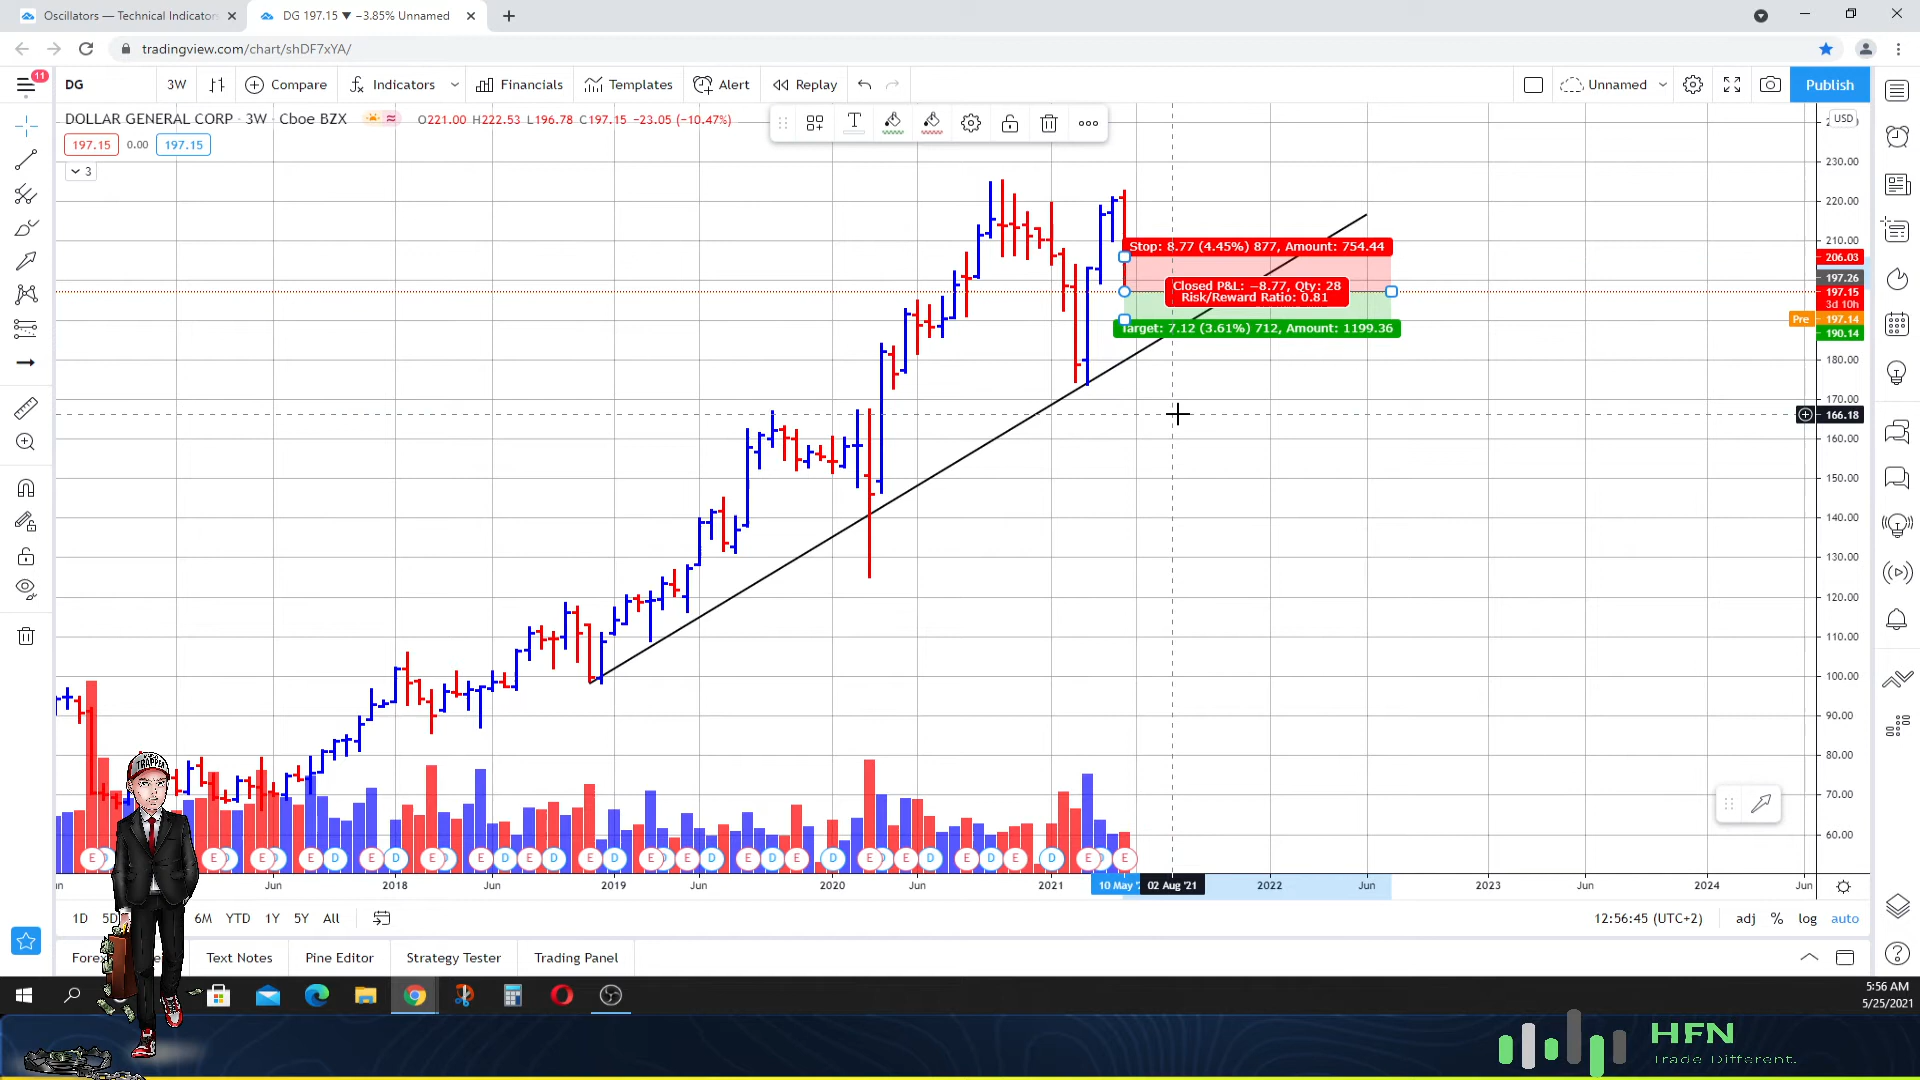 Oscillators — Technical Indicator
DG 197.15 ▼ −3.85% Unnamed
tradingview.com/chart/shDF7xYA/
11
DG
3W
Compare
Indicators
Financials
Templates
Alert
Replay
Unnamed
Publish
DOLLAR GENERAL CORP · 3W · Cboe BZX
O221.00 H222.53 L196.78 C197.15 −23.05 (−10.47%)
197.15
0.00
197.15
3
T
USD
230.00
220.00
210.00
206.03
197.26
197.15
3d 10h
Pre 197.14
190.14
180.00
170.00
166.18
160.00
150.00
140.00
130.00
120.00
110.00
100.00
90.00
80.00
70.00
60.00
Stop: 8.77 (4.45%) 877, Amount: 754.44
Closed P&L: −8.77, Qty: 28
Risk/Reward Ratio: 0.81
Target: 7.12 (3.61%) 712, Amount: 1199.36
TRAPPER
E E E E E E E E E E E E E E E E E E
D D D D D D D D D D D
Jun 2018 Jun 2019 Jun 2020 Jun 2021 10 May 02 Aug '21 2022 Jun 2023 Jun 2024 Jun
1D 5D 6M YTD 1Y 5Y All
12:56:45 (UTC+2)
adj % log auto
Text Notes
Pine Editor
Strategy Tester
Trading Panel
5:56 AM
5/25/2021
HFN
Trade Different.